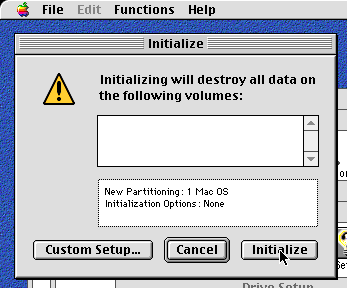 File Edit Functions Help
Initialize
Initializing will destroy all data on
the following volumes:
New Partitioning: 1 Mac OS
Initialization Options: None
Custom Setup... Cancel Initialize
Drive Setup